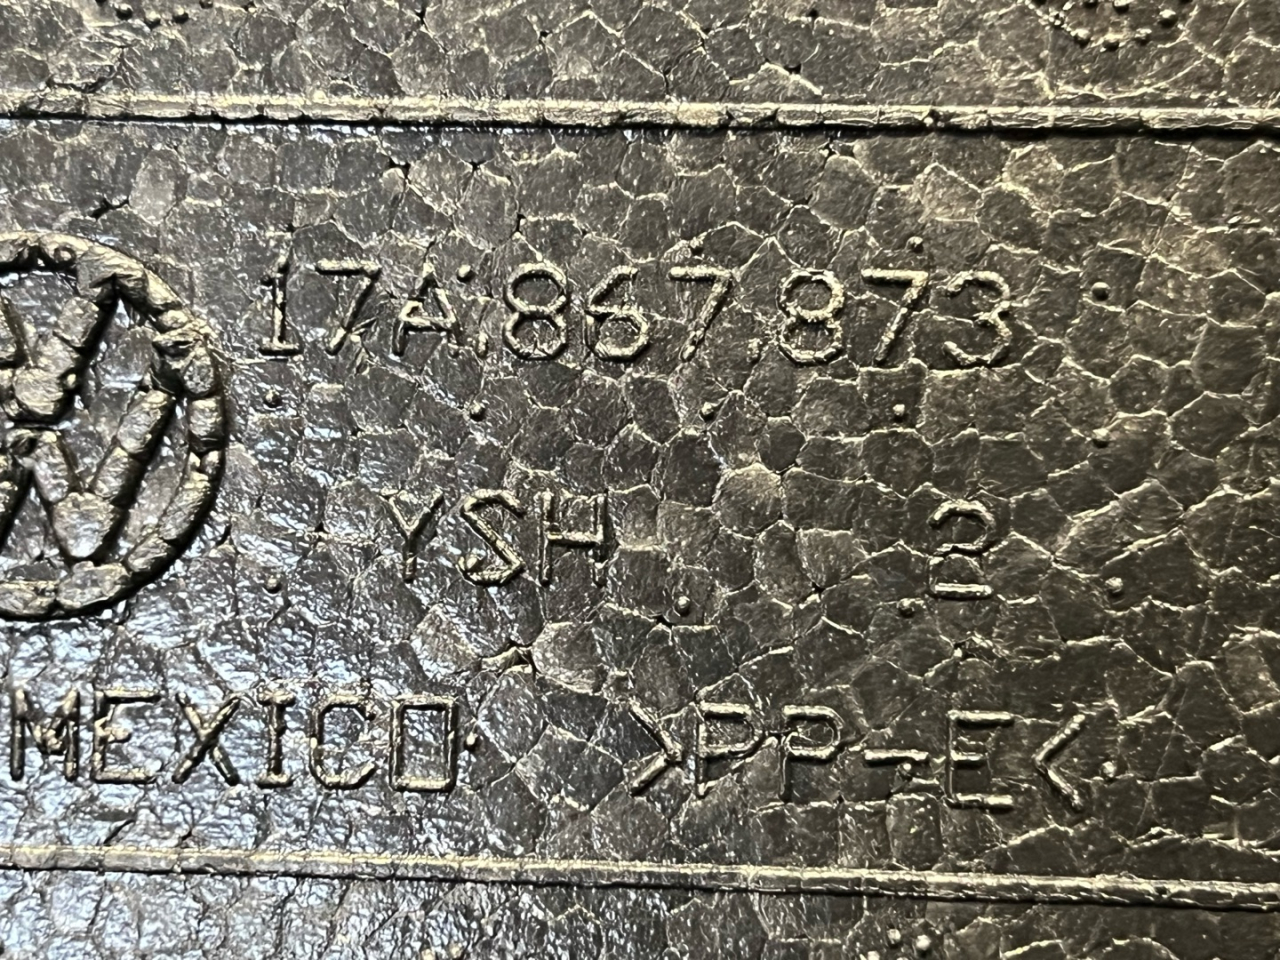 17A 867 873
YSH 2
MEXICO >PP-E<